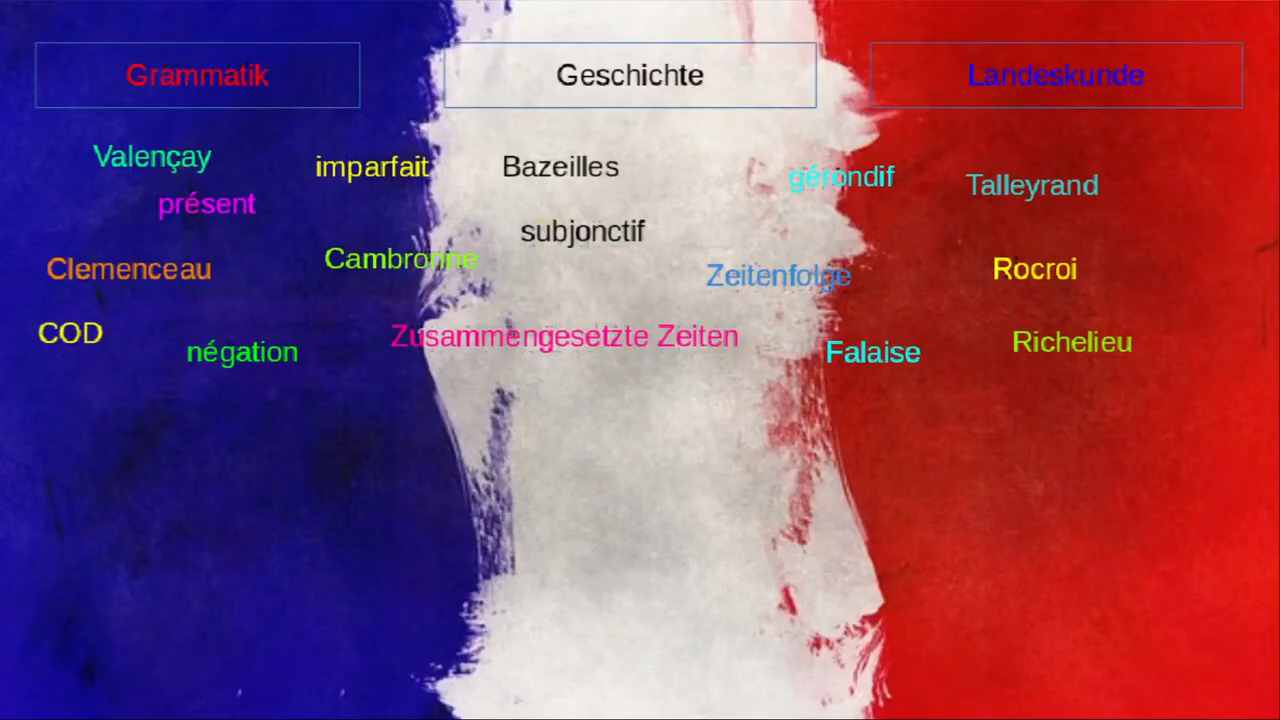 Grammatik
Geschichte
Landeskunde
Valençay
imparfait
Bazeilles
gérondif
Talleyrand
présent
subjonctif
Clemenceau
Cambronne
Zeitenfolge
Rocroi
COD
négation
Zusammengesetzte Zeiten
Falaise
Richelieu